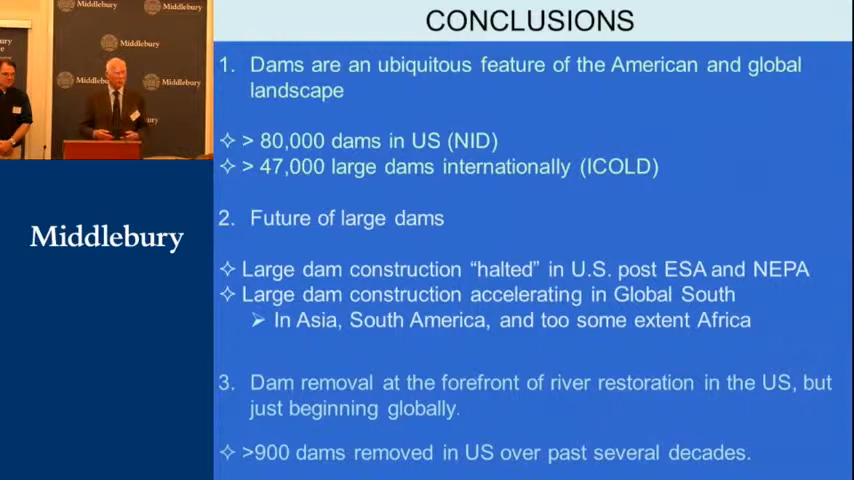 Middlebury
Middlebury
Middlebury
Middlebury
Middlebury
CONCLUSIONS
1. Dams are an ubiquitous feature of the American and global
landscape
✧ > 80,000 dams in US (NID)
✧ > 47,000 large dams internationally (ICOLD)
2. Future of large dams
✧ Large dam construction “halted” in U.S. post ESA and NEPA
✧ Large dam construction accelerating in Global South
➢ In Asia, South America, and too some extent Africa
3. Dam removal at the forefront of river restoration in the US, but
just beginning globally.
✧ >900 dams removed in US over past several decades.
Middlebury